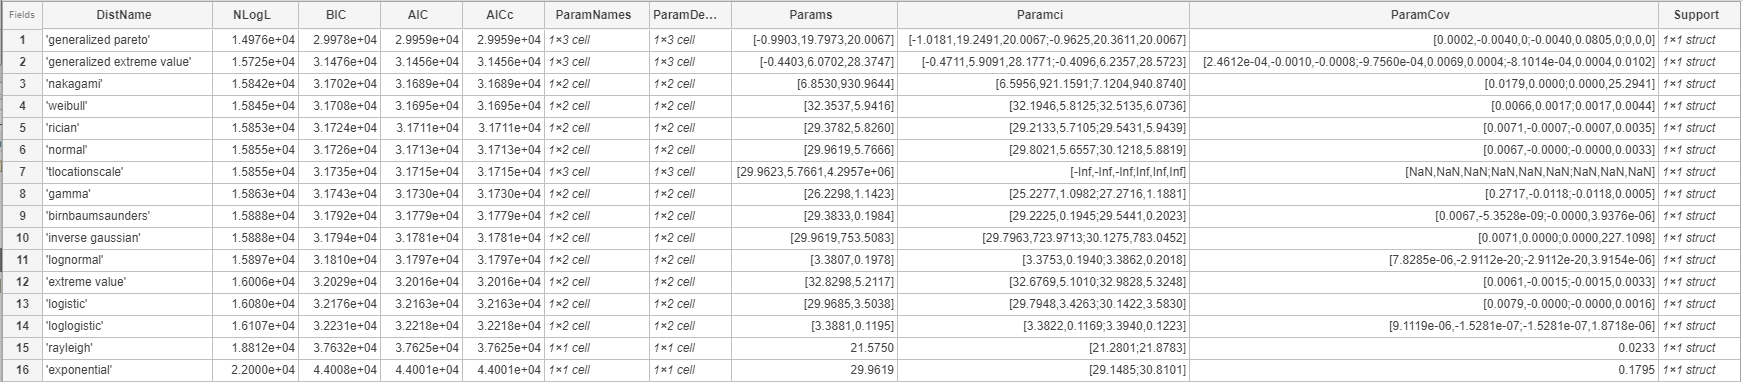 Fields DistName NLogL BIC AIC AICc ParamNames ParamDe... Params Paramci ParamCov Support
1 'generalized pareto' 1.4976e+04 2.9978e+04 2.9959e+04 2.9959e+04 1×3 cell 1×3 cell [-0.9903,19.7973,20.0067] [-1.0181,19.2491,20.0067;-0.9625,20.3611,20.0067] [0.0002,-0.0040,0;-0.0040,0.0805,0;0,0,0] 1×1 struct
2 'generalized extreme value' 1.5725e+04 3.1476e+04 3.1456e+04 3.1456e+04 1×3 cell 1×3 cell [-0.4403,6.0702,28.3747] [-0.4711,5.9091,28.1771;-0.4096,6.2357,28.5723] [2.4612e-04,-0.0010,-0.0008;-9.7560e-04,0.0069,0.0004;-8.1014e-04,0.0004,0.0102] 1×1 struct
3 'nakagami' 1.5842e+04 3.1702e+04 3.1689e+04 3.1689e+04 1×2 cell 1×2 cell [6.8530,930.9644] [6.5956,921.1591;7.1204,940.8740] [0.0179,0.0000;0.0000,25.2941] 1×1 struct
4 'weibull' 1.5845e+04 3.1708e+04 3.1695e+04 3.1695e+04 1×2 cell 1×2 cell [32.3537,5.9416] [32.1946,5.8125;32.5135,6.0736] [0.0066,0.0017;0.0017,0.0044] 1×1 struct
5 'rician' 1.5853e+04 3.1724e+04 3.1711e+04 3.1711e+04 1×2 cell 1×2 cell [29.3782,5.8260] [29.2133,5.7105;29.5431,5.9439] [0.0071,-0.0007;-0.0007,0.0035] 1×1 struct
6 'normal' 1.5855e+04 3.1726e+04 3.1713e+04 3.1713e+04 1×2 cell 1×2 cell [29.9619,5.7666] [29.8021,5.6557;30.1218,5.8819] [0.0067,-0.0000;-0.0000,0.0033] 1×1 struct
7 'tlocationscale' 1.5855e+04 3.1735e+04 3.1715e+04 3.1715e+04 1×3 cell 1×3 cell [29.9623,5.7661,4.2957e+06] [-Inf,-Inf,-Inf;Inf,Inf,Inf] [NaN,NaN,NaN;NaN,NaN,NaN;NaN,NaN,NaN] 1×1 struct
8 'gamma' 1.5863e+04 3.1743e+04 3.1730e+04 3.1730e+04 1×2 cell 1×2 cell [26.2298,1.1423] [25.2277,1.0982;27.2716,1.1881] [0.2717,-0.0118;-0.0118,0.0005] 1×1 struct
9 'birnbaumsaunders' 1.5888e+04 3.1792e+04 3.1779e+04 3.1779e+04 1×2 cell 1×2 cell [29.3833,0.1984] [29.2225,0.1945;29.5441,0.2023] [0.0067,-5.3528e-09;-0.0000,3.9376e-06] 1×1 struct
10 'inverse gaussian' 1.5888e+04 3.1794e+04 3.1781e+04 3.1781e+04 1×2 cell 1×2 cell [29.9619,753.5083] [29.7963,723.9713;30.1275,783.0452] [0.0071,0.0000;0.0000,227.1098] 1×1 struct
11 'lognormal' 1.5897e+04 3.1810e+04 3.1797e+04 3.1797e+04 1×2 cell 1×2 cell [3.3807,0.1978] [3.3753,0.1940;3.3862,0.2018] [7.8285e-06,-2.9112e-20;-2.9112e-20,3.9154e-06] 1×1 struct
12 'extreme value' 1.6006e+04 3.2029e+04 3.2016e+04 3.2016e+04 1×2 cell 1×2 cell [32.8298,5.2117] [32.6769,5.1010;32.9828,5.3248] [0.0061,-0.0015;-0.0015,0.0033] 1×1 struct
13 'logistic' 1.6080e+04 3.2176e+04 3.2163e+04 3.2163e+04 1×2 cell 1×2 cell [29.9685,3.5038] [29.7948,3.4263;30.1422,3.5830] [0.0079,-0.0000;-0.0000,0.0016] 1×1 struct
14 'loglogistic' 1.6107e+04 3.2231e+04 3.2218e+04 3.2218e+04 1×2 cell 1×2 cell [3.3881,0.1195] [3.3822,0.1169;3.3940,0.1223] [9.1119e-06,-1.5281e-07;-1.5281e-07,1.8718e-06] 1×1 struct
15 'rayleigh' 1.8812e+04 3.7632e+04 3.7625e+04 3.7625e+04 1×1 cell 1×1 cell 21.5750 [21.2801;21.8783] 0.0233 1×1 struct
16 'exponential' 2.2000e+04 4.4008e+04 4.4001e+04 4.4001e+04 1×1 cell 1×1 cell 29.9619 [29.1485;30.8101] 0.1795 1×1 struct